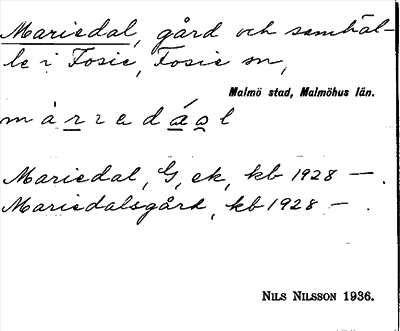 Mariedal, gård och samhäl-
le i Fosie, Fosie sn,
Malmö stad, Malmöhus län.
m à r r e d á o l
Mariedal, G, ek, kb 1928 — .
Mariedalsgård, kb 1928 — .
NILS NILSSON 1936.